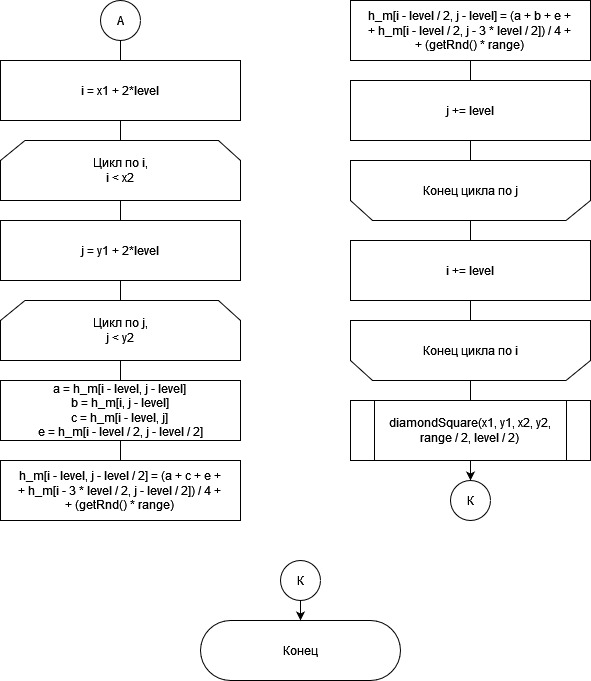 A
i = x1 + 2*level
Цикл по i,
i < x2
j = y1 + 2*level
Цикл по j,
j < y2
a = h_m[i - level, j - level]
b = h_m[i, j - level]
c = h_m[i - level, j]
e = h_m[i - level / 2, j - level / 2]
h_m[i - level, j - level / 2] = (a + c + e +
+ h_m[i - 3 * level / 2, j - level / 2]) / 4 +
+ (getRnd() * range)
h_m[i - level / 2, j - level] = (a + b + e +
+ h_m[i - level / 2, j - 3 * level / 2]) / 4 +
+ (getRnd() * range)
j += level
Конец цикла по j
i += level
Конец цикла по i
diamondSquare(x1, y1, x2, y2,
range / 2, level / 2)
К
К
Конец